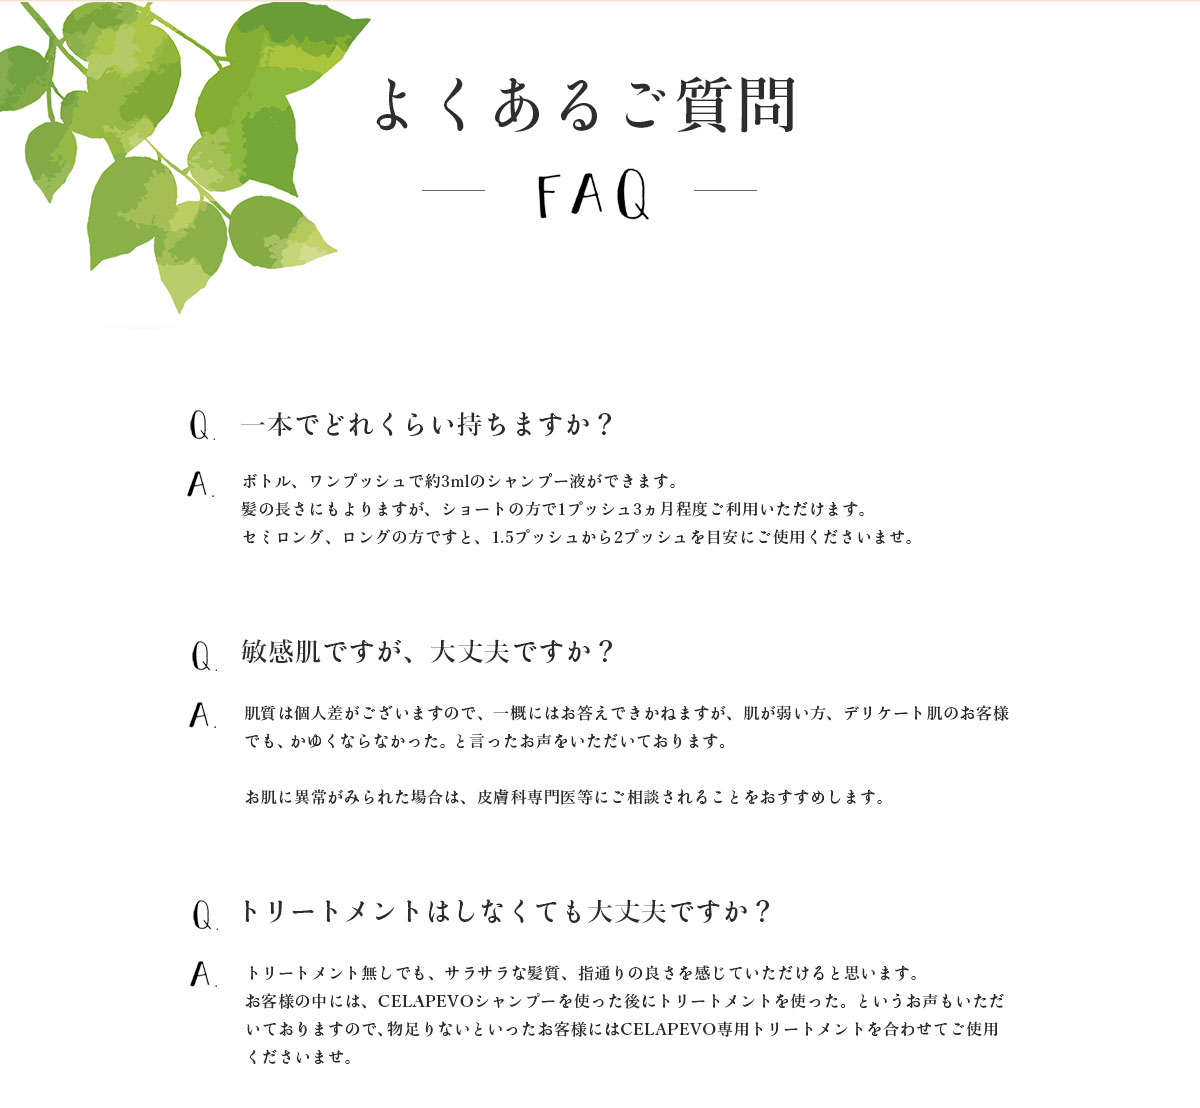 よくあるご質問
FAQ
Q. 一本でどれくらい持ちますか？
A. ボトル、ワンプッシュで約3mlのシャンプー液ができます。
髪の長さにもよりますが、ショートの方で1プッシュ3ヵ月程度ご利用いただけます。
セミロング、ロングの方ですと、1.5プッシュから2プッシュを目安にご使用くださいませ。
Q. 敏感肌ですが、大丈夫ですか？
A. 肌質は個人差がございますので、一概にはお答えできかねますが、肌が弱い方、デリケート肌のお客様
でも、かゆくならなかった。と言ったお声をいただいております。
お肌に異常がみられた場合は、皮膚科専門医等にご相談されることをおすすめします。
Q. トリートメントはしなくても大丈夫ですか？
A. トリートメント無しでも、サラサラな髪質、指通りの良さを感じていただけると思います。
お客様の中には、CELAPEVOシャンプーを使った後にトリートメントを使った。というお声もいただ
いておりますので、物足りないといったお客様にはCELAPEVO専用トリートメントを合わせてご使用
くださいませ。